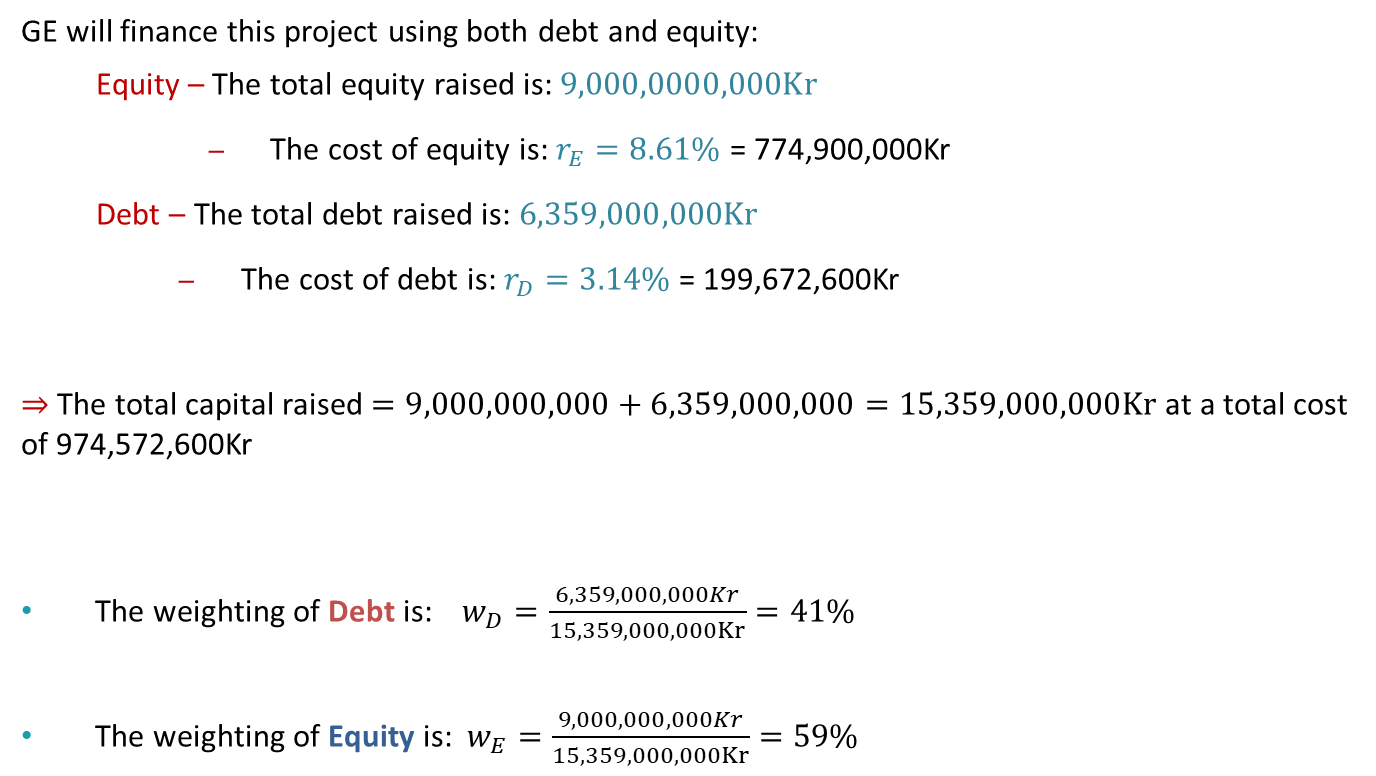 GE will finance this project using both debt and equity:
Equity – The total equity raised is: 9,000,0000,000Kr
– The cost of equity is: r_E = 8.61% = 774,900,000Kr
Debt – The total debt raised is: 6,359,000,000Kr
– The cost of debt is: r_D = 3.14% = 199,672,600Kr
⇒ The total capital raised = 9,000,000,000 + 6,359,000,000 = 15,359,000,000Kr at a total cost
of 974,572,600Kr
• The weighting of Debt is: w_D = 6,359,000,000Kr / 15,359,000,000Kr = 41%
• The weighting of Equity is: w_E = 9,000,000,000Kr / 15,359,000,000Kr = 59%